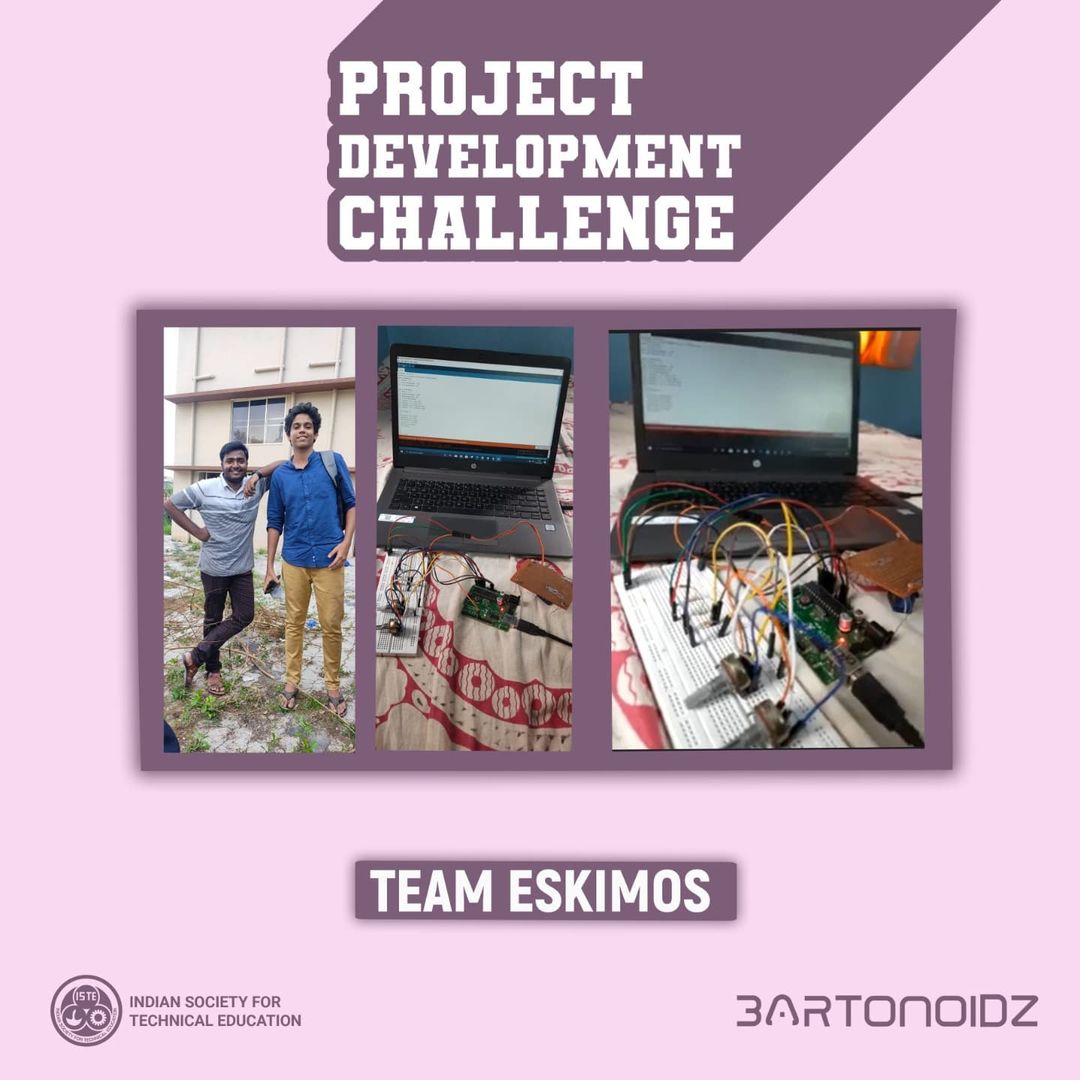 PROJECT
DEVELOPMENT
CHALLENGE
TEAM ESKIMOS
ISTE
INDIAN SOCIETY FOR
TECHNICAL EDUCATION
BARTONOIDZ